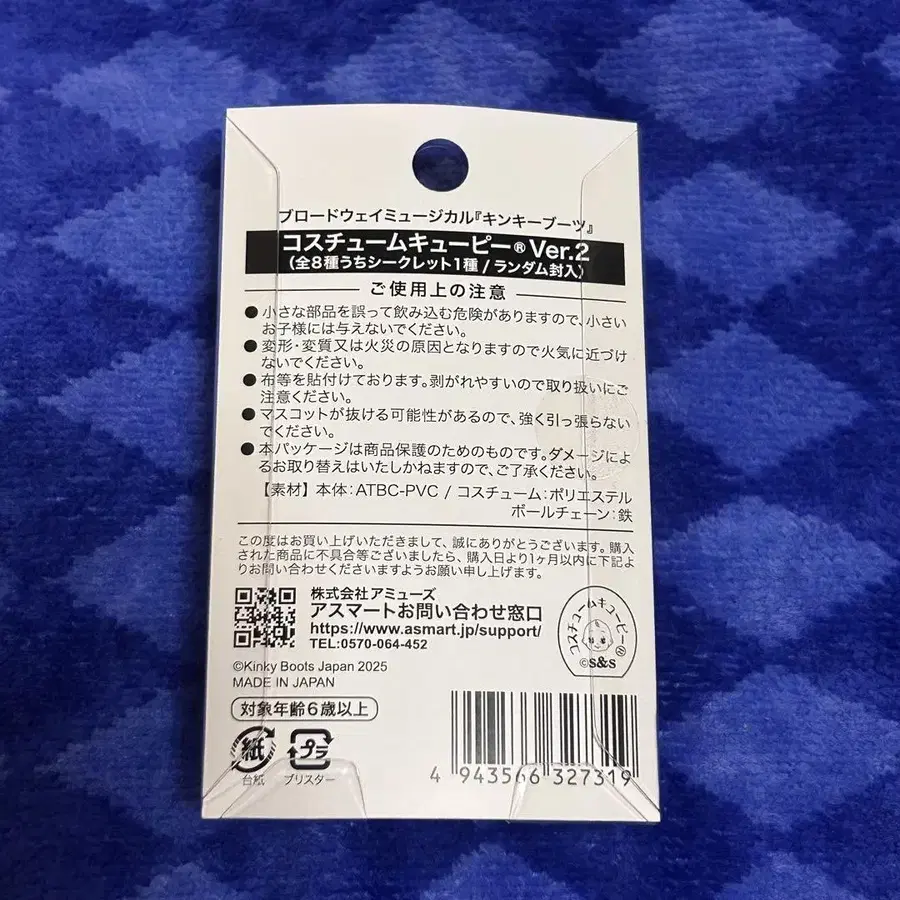 ブロードウェイミュージカル『キンキーブーツ』
コスチュームキューピー® Ver.2
(全8種うちシークレット1種 / ランダム封入)
ご使用上の注意
● 小さな部品を誤って飲み込む危険がありますので、小さい
お子様には与えないでください。
● 変形・変質又は火災の原因となりますので火気に近づけ
ないでください。
● 布等を貼付けております。剥がれやすいので取り扱いにご
注意ください。
● マスコットが抜ける可能性があるので、強く引っ張らない
でください。
● 本パッケージは商品保護のためのものです。ダメージによ
るお取り替えはいたしかねますので、ご了承ください。
【素材】本体:ATBC-PVC / コスチューム:ポリエステル
ボールチェーン:鉄
この度はお買い上げいただきまして、誠にありがとうございます。購入
された商品に不具合等ございましたら、購入日より1ヶ月以内に下記よ
りお問い合わせくださいますようお願い申し上げます。
株式会社アミューズ
アスマートお問い合わせ窓口
https://www.asmart.jp/support/
TEL:0570-064-452
コスチュームキューピー®
©s&s
©Kinky Boots Japan 2025
MADE IN JAPAN
対象年齢6歳以上
紙
台紙
プラ
ブリスター
4 943566 327319